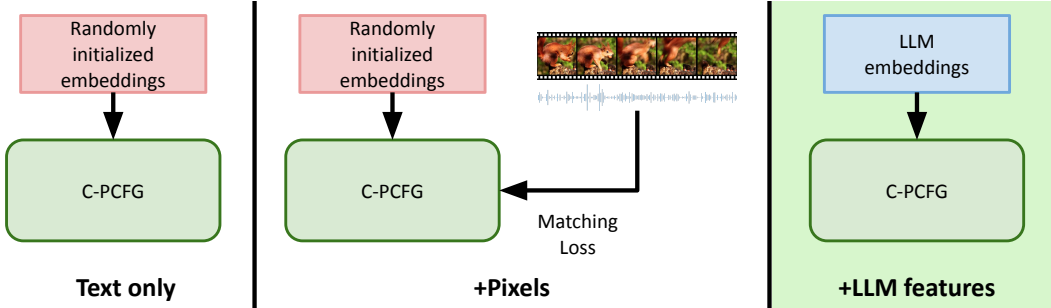 Randomly
initialized
embeddings
C-PCFG
Text only
Randomly
initialized
embeddings
C-PCFG
Matching
Loss
+Pixels
LLM
embeddings
C-PCFG
+LLM features